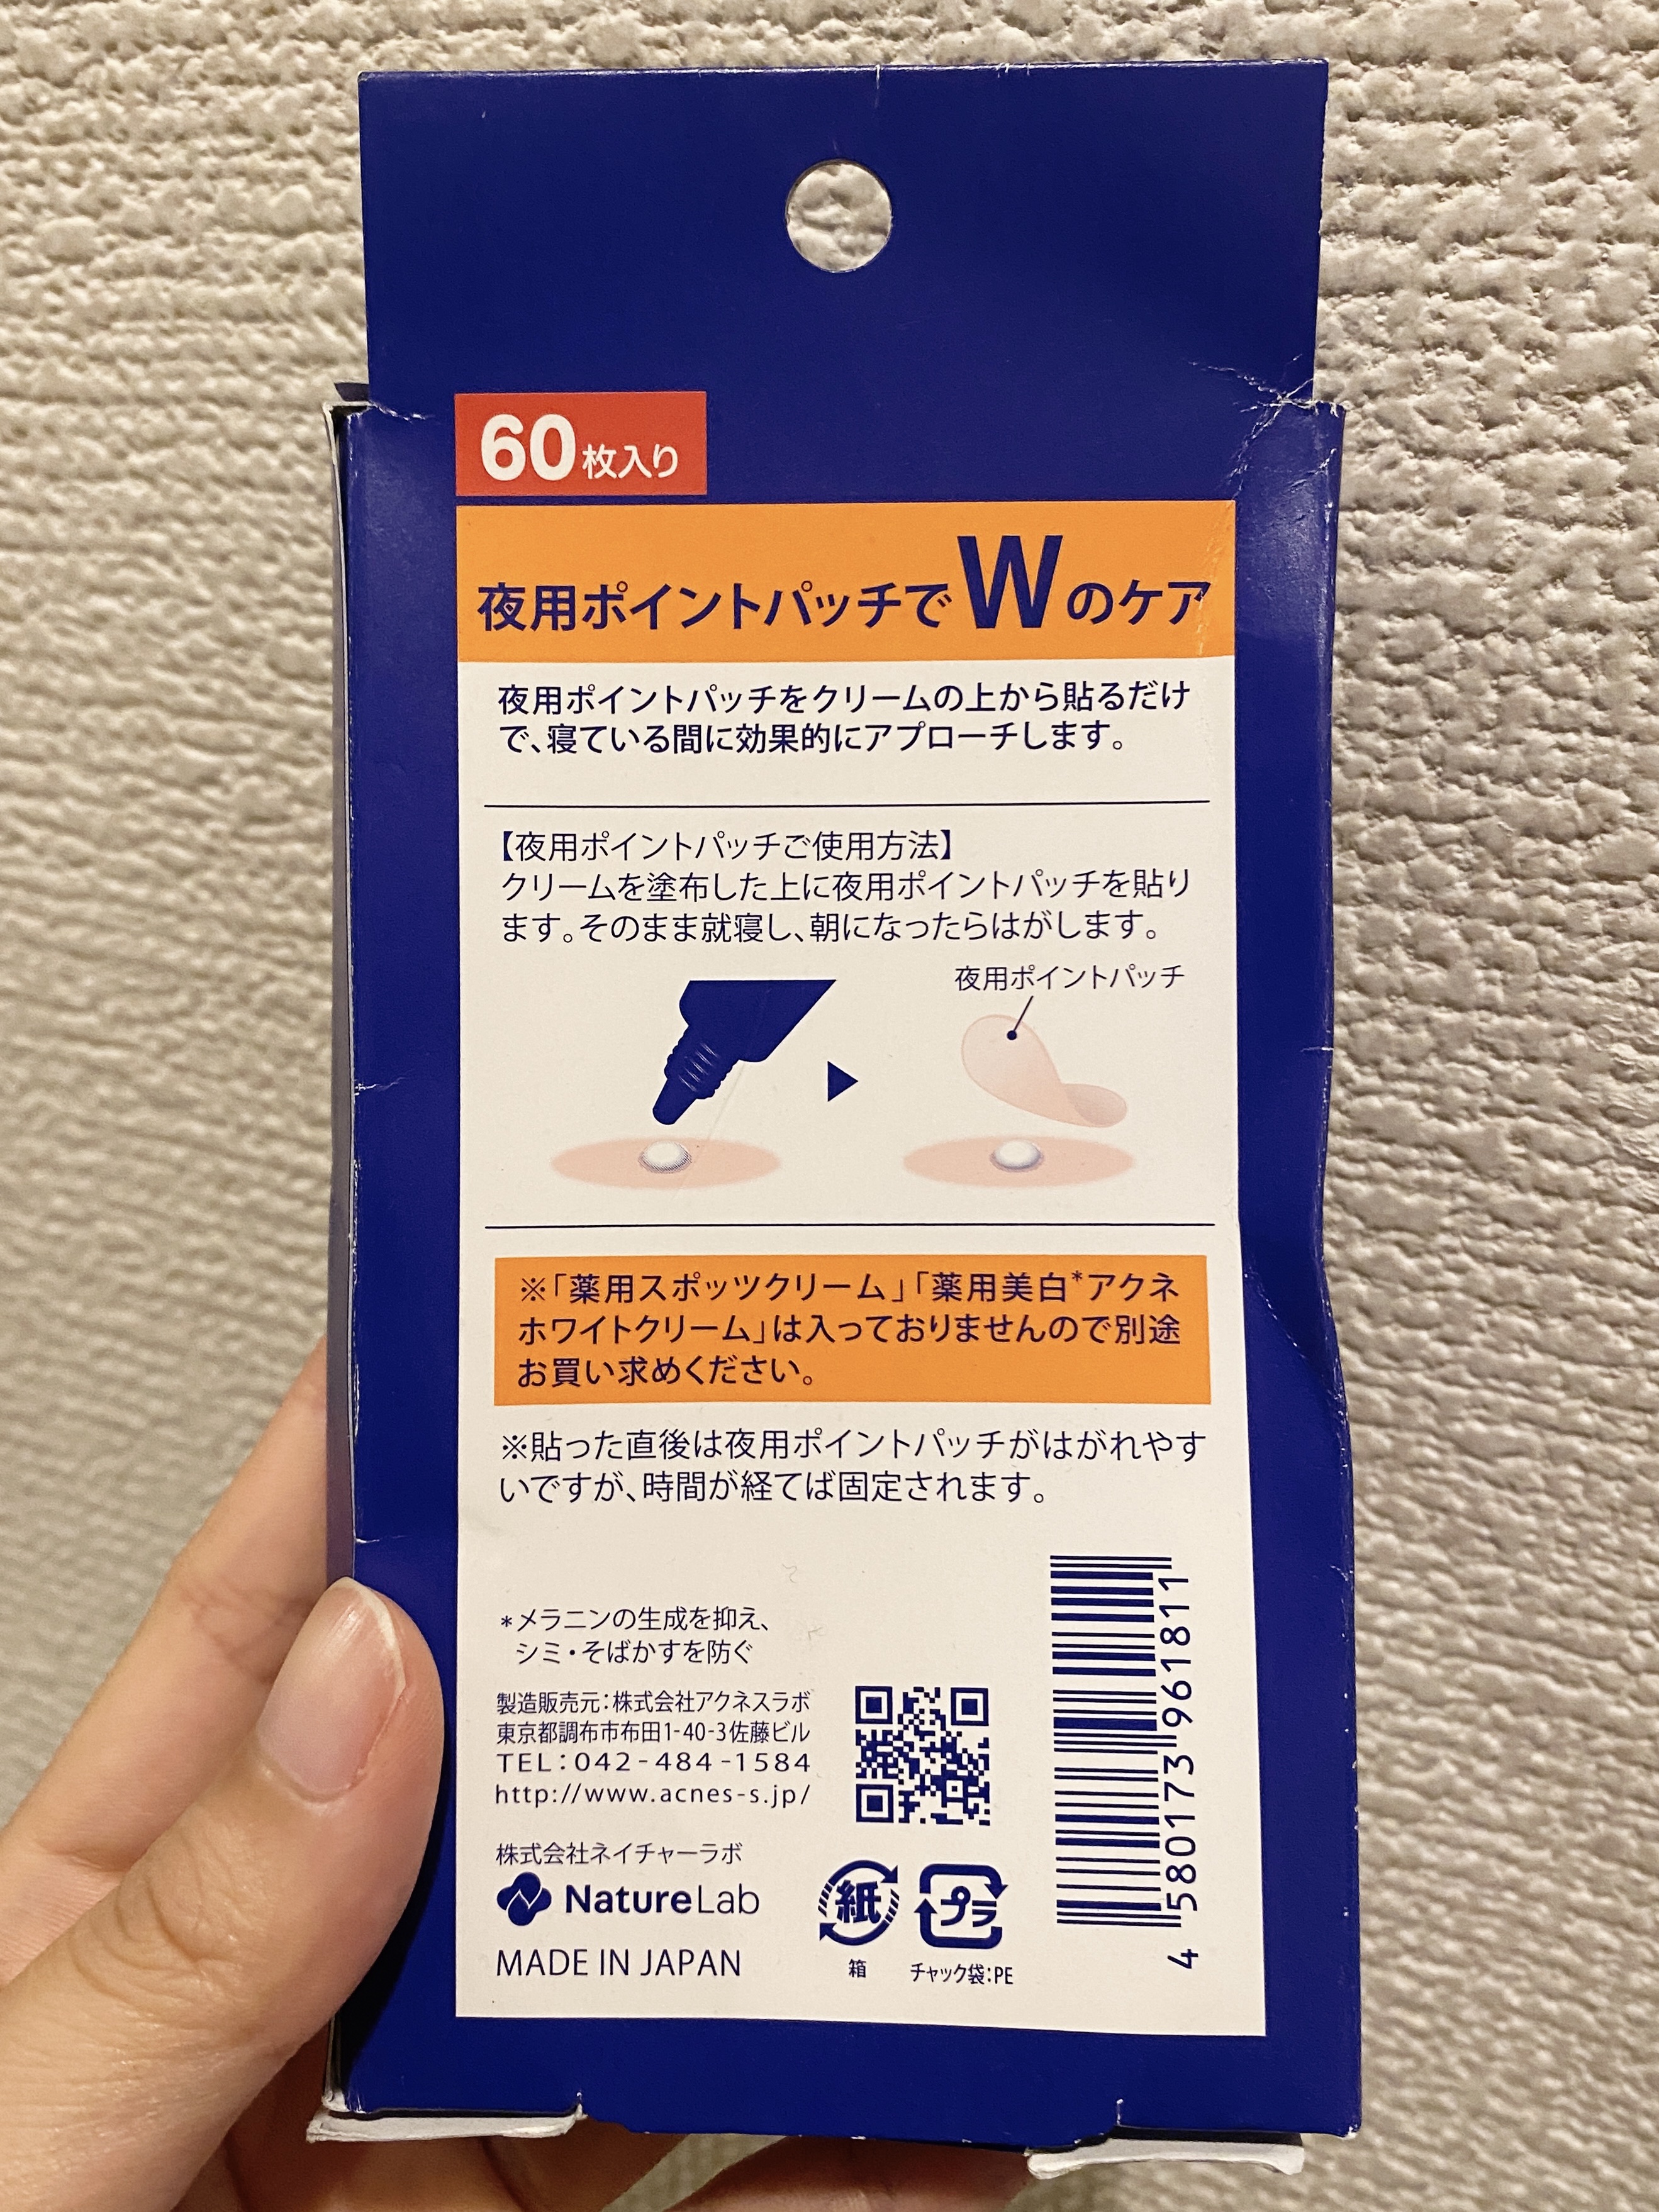 60枚入り
夜用ポイントパッチでWのケア
夜用ポイントパッチをクリームの上から貼るだけ
で、寝ている間に効果的にアプローチします。
【夜用ポイントパッチご使用方法】
クリームを塗布した上に夜用ポイントパッチを貼り
ます。そのまま就寝し、朝になったらはがします。
夜用ポイントパッチ
※「薬用スポッツクリーム」「薬用美白*アクネ
ホワイトクリーム」は入っておりませんので別途
お買い求めください。
※貼った直後は夜用ポイントパッチがはがれやす
いですが、時間が経てば固定されます。
*メラニンの生成を抑え、
シミ・そばかすを防ぐ
製造販売元:株式会社アクネスラボ
東京都調布市布田1-40-3佐藤ビル
TEL:042-484-1584
http://www.acnes-s.jp/
株式会社ネイチャーラボ
NatureLab
MADE IN JAPAN
紙
箱
プラ
チャック袋:PE
4 580173 961811